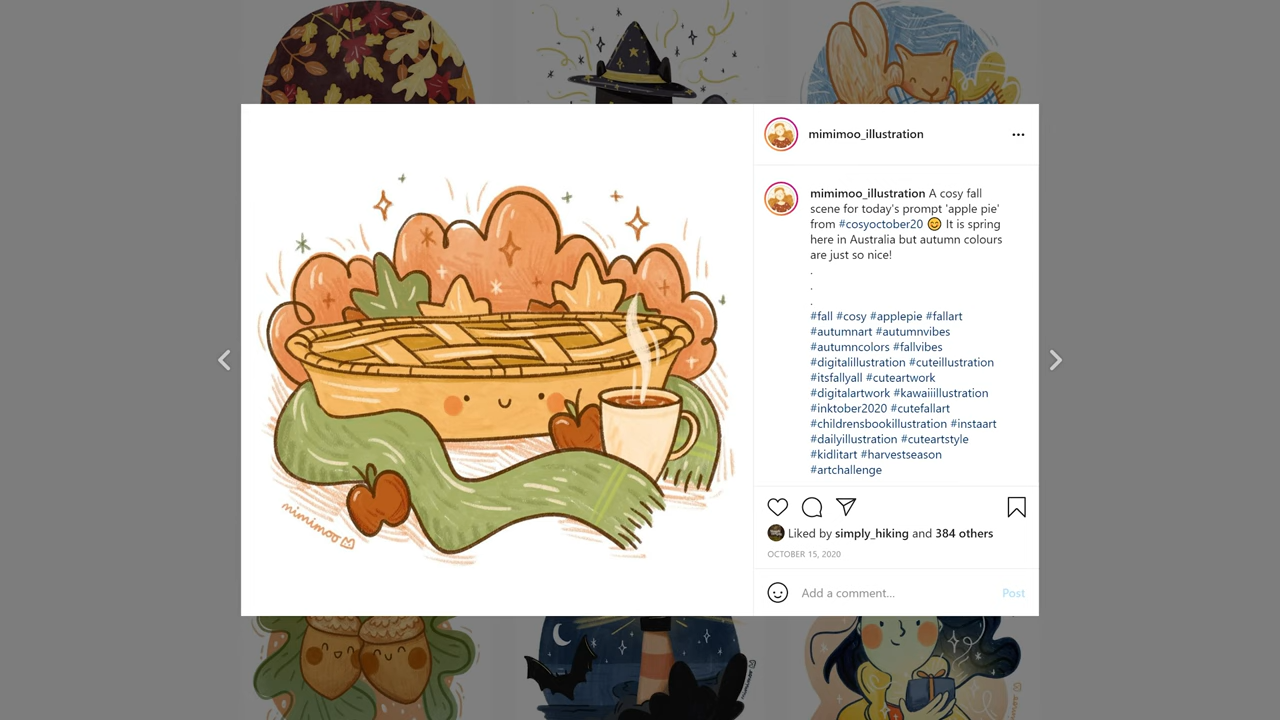 mimimoo_illustration
mimimoo_illustration A cosy fall
scene for today's prompt 'apple pie'
from #cosyoctober20 😊 It is spring
here in Australia but autumn colours
are just so nice!
.
.
.
#fall #cosy #applepie #fallart
#autumnart #autumnvibes
#autumncolors #fallvibes
#digitalillustration #cuteillustration
#itsfallyall #cuteartwork
#digitalartwork #kawaiiillustration
#inktober2020 #cutefallart
#childrensbookillustration #instaart
#dailyillustration #cuteartstyle
#kidlitart #harvestseason
#artchallenge
mimimoo
Liked by simply_hiking and 384 others
OCTOBER 15, 2020
Add a comment...
Post